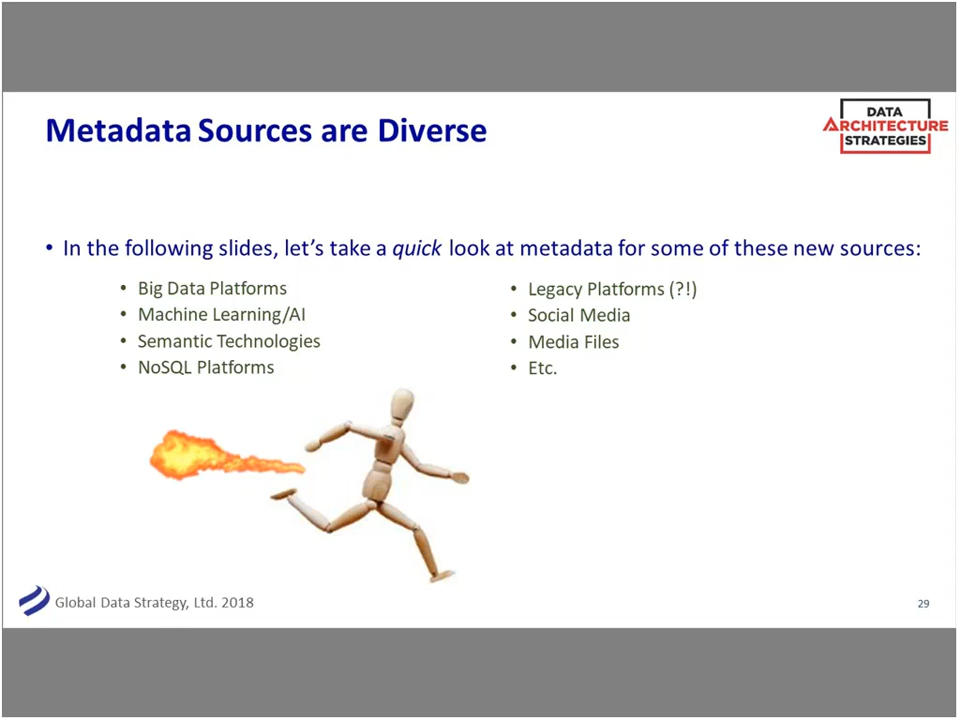 Metadata Sources are Diverse
DATA
ARCHITECTURE
STRATEGIES
• In the following slides, let's take a quick look at metadata for some of these new sources:
• Big Data Platforms
• Machine Learning/AI
• Semantic Technologies
• NoSQL Platforms
• Legacy Platforms (?!)
• Social Media
• Media Files
• Etc.
Global Data Strategy, Ltd. 2018
29